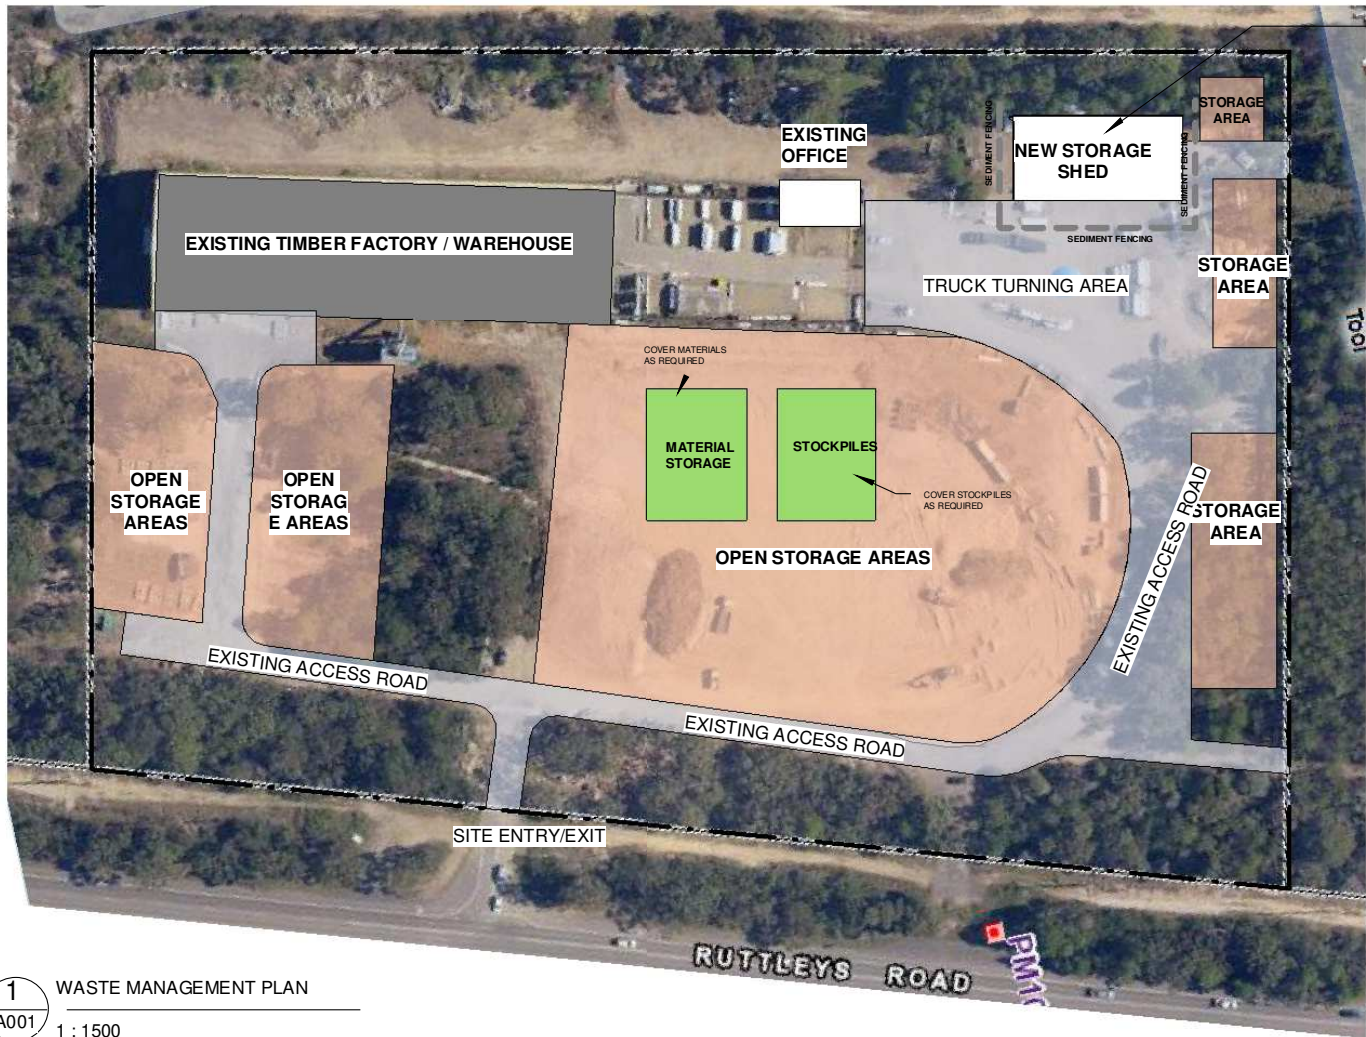 STORAGE
AREA
EXISTING
OFFICE
SEDIMENT FENCING
NEW STORAGE
SHED
SEDIMENT FENCING
SEDIMENT FENCING
EXISTING TIMBER FACTORY / WAREHOUSE
STORAGE
AREA
TRUCK TURNING AREA
COVER MATERIALS
AS REQUIRED
MATERIAL
STORAGE
STOCKPILES
COVER STOCKPILES
AS REQUIRED
OPEN
STORAGE
AREAS
OPEN
STORAG
E AREAS
STORAGE
AREA
OPEN STORAGE AREAS
EXISTING ACCESS ROAD
EXISTING ACCESS ROAD
EXISTING ACCESS ROAD
SITE ENTRY/EXIT
RUTTLEYS ROAD
1
A001
WASTE MANAGEMENT PLAN
1 : 1500